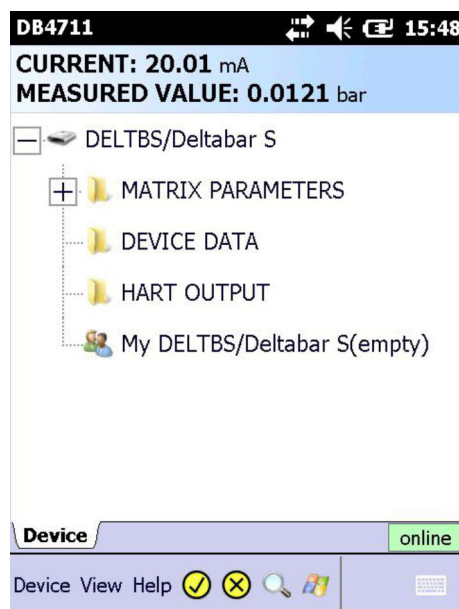 DB4711 15:48
CURRENT: 20.01 mA
MEASURED VALUE: 0.0121 bar
DELTBS/Deltabar S
MATRIX PARAMETERS
DEVICE DATA
HART OUTPUT
My DELTBS/Deltabar S(empty)
Device online
Device View Help